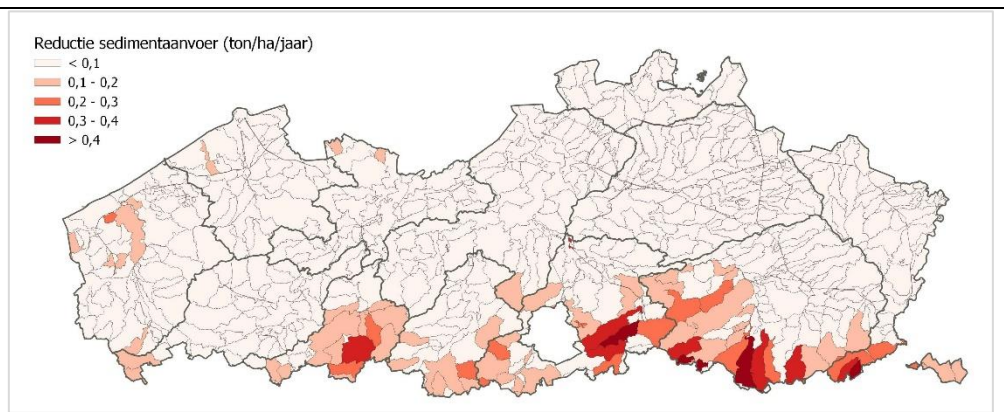 Reductie sedimentaanvoer (ton/ha/jaar)
< 0,1
0,1 - 0,2
0,2 - 0,3
0,3 - 0,4
> 0,4